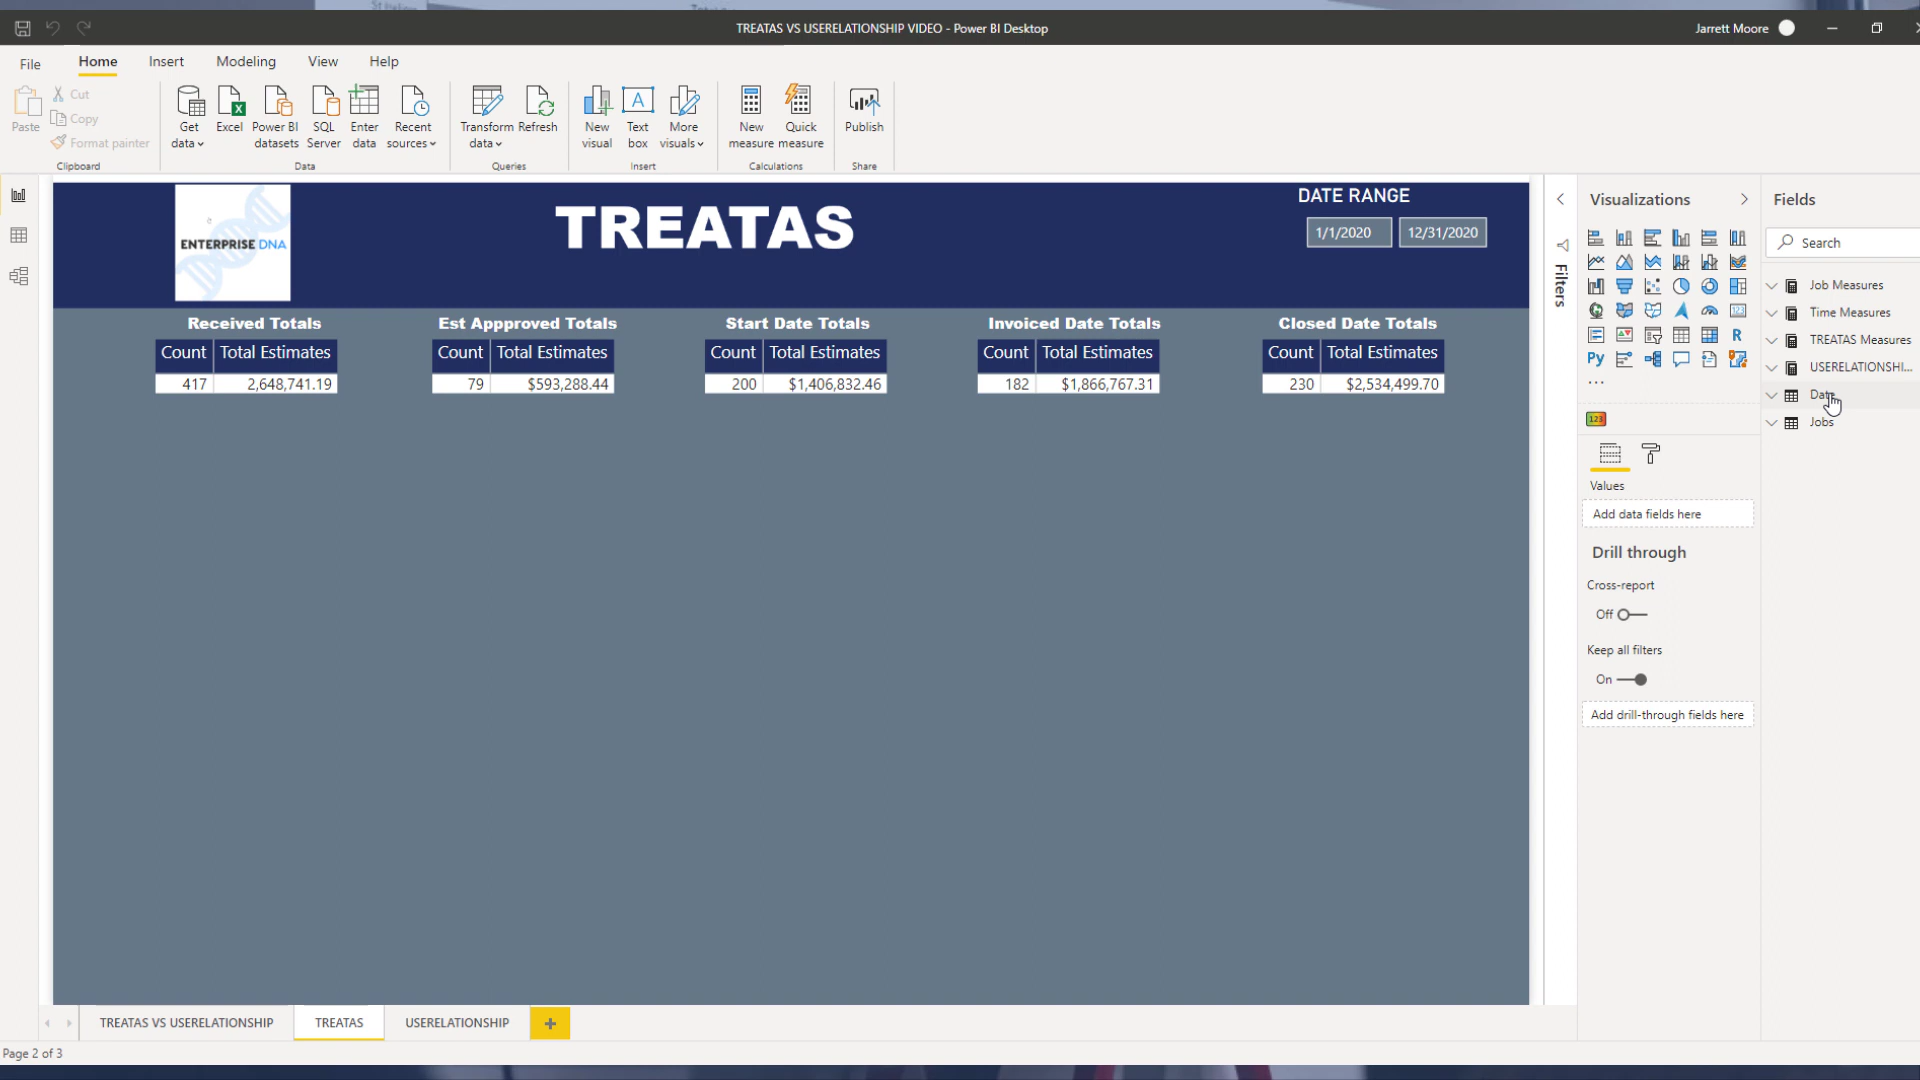 TREATAS VS USERELATIONSHIP VIDEO - Power BI Desktop
Jarrett Moore
File Home Insert Modeling View Help
Paste
Cut
Copy
Format painter
Clipboard
Get data
Excel
Power BI datasets
SQL Server
Enter data
Recent sources
Data
Transform data
Refresh
Queries
New visual
Text box
More visuals
Insert
New measure
Quick measure
Calculations
Publish
Share
ENTERPRISE DNA
TREATAS
DATE RANGE
1/1/2020 12/31/2020
Received Totals
Count Total Estimates
417 2,648,741.19
Est Appproved Totals
Count Total Estimates
79 $593,288.44
Start Date Totals
Count Total Estimates
200 $1,406,832.46
Invoiced Date Totals
Count Total Estimates
182 $1,866,767.31
Closed Date Totals
Count Total Estimates
230 $2,534,499.70
Filters
Visualizations
R
Py
123
Values
Add data fields here
Drill through
Cross-report
Off
Keep all filters
On
Add drill-through fields here
Fields
Search
Job Measures
Time Measures
TREATAS Measures
USERELATIONSHI...
Jobs
TREATAS VS USERELATIONSHIP TREATAS USERELATIONSHIP
Page 2 of 3